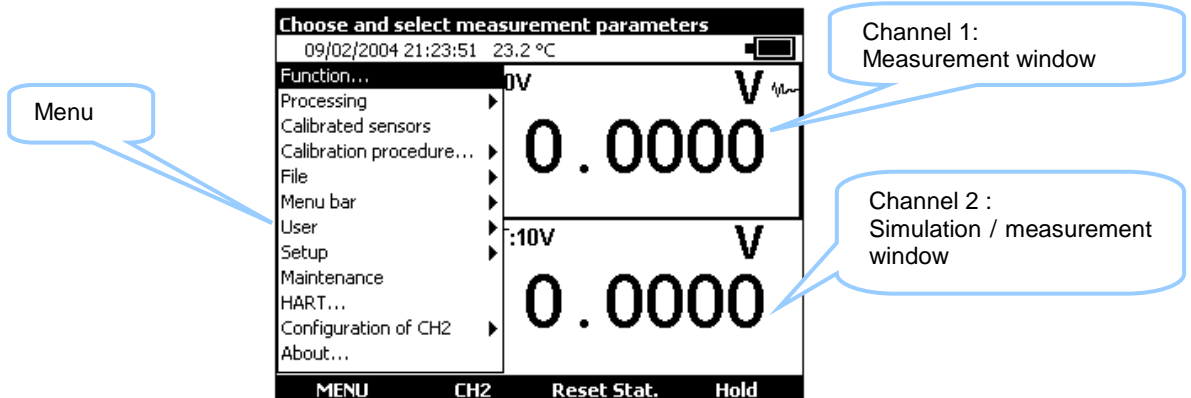 Choose and select measurement parameters
09/02/2004 21:23:51 23.2 °C
Menu
Function...
Processing
Calibrated sensors
Calibration procedure...
File
Menu bar
User
Setup
Maintenance
HART...
Configuration of CH2
About...
0V
V
0.0000
:10V
V
0.0000
MENU CH2 Reset Stat. Hold
Channel 1:
Measurement window
Channel 2 :
Simulation / measurement
window